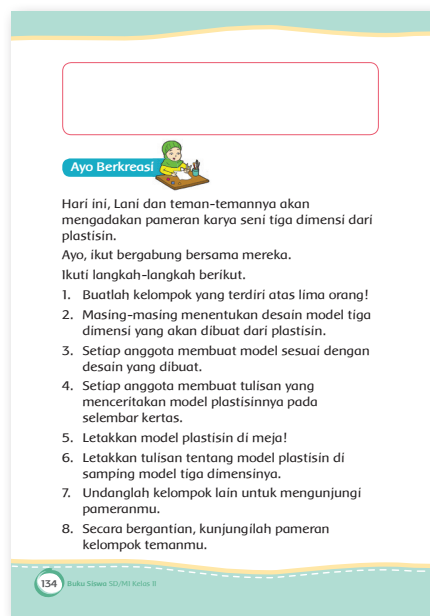 Ayo Berkreasi
Hari ini, Lani dan teman-temannya akan
mengadakan pameran karya seni tiga dimensi dari
plastisin.
Ayo, ikut bergabung bersama mereka.
Ikuti langkah-langkah berikut.
1. Buatlah kelompok yang terdiri atas lima orang!
2. Masing-masing menentukan desain model tiga
dimensi yang akan dibuat dari plastisin.
3. Setiap anggota membuat model sesuai dengan
desain yang dibuat.
4. Setiap anggota membuat tulisan yang
menceritakan model plastisinnya pada
selembar kertas.
5. Letakkan model plastisin di meja!
6. Letakkan tulisan tentang model plastisin di
samping model tiga dimensinya.
7. Undanglah kelompok lain untuk mengunjungi
pameranmu.
8. Secara bergantian, kunjungilah pameran
kelompok temanmu.
134 Buku Siswa SD/MI Kelas II